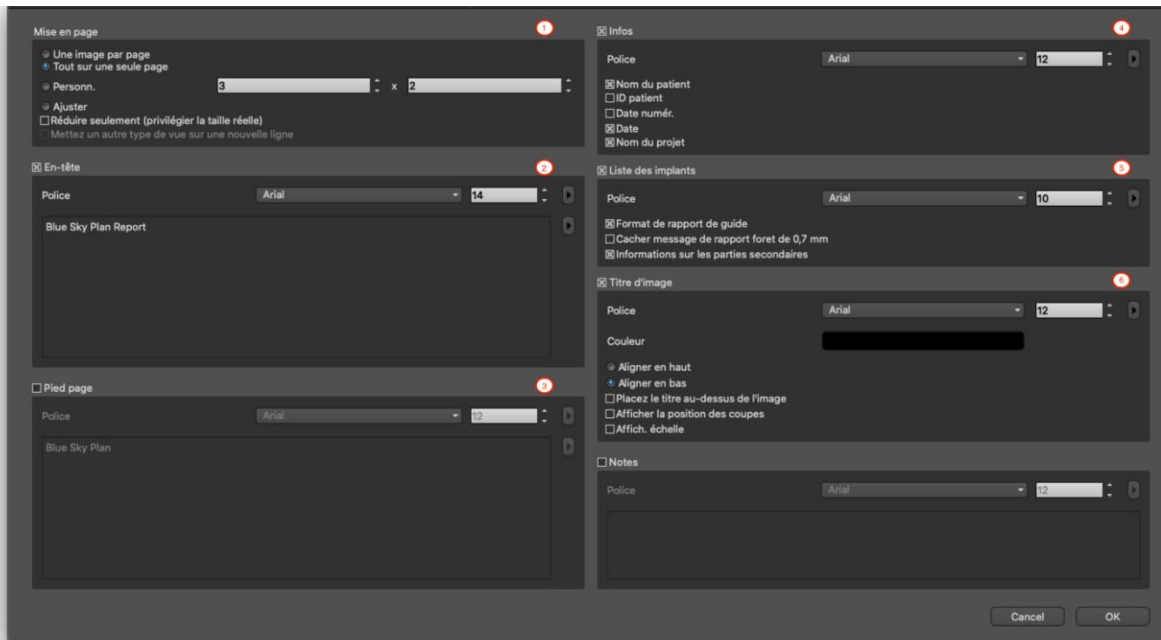 Mise en page
1
Une image par page
Tout sur une seule page
Personn.
3 x 2
Ajuster
Réduire seulement (privilégier la taille réelle)
Mettez un autre type de vue sur une nouvelle ligne
En-tête
2
Police Arial 14
Blue Sky Plan Report
Pied page
3
Police Arial 12
Blue Sky Plan
Infos
4
Police Arial 12
Nom du patient
ID patient
Date numér.
Date
Nom du projet
Liste des implants
5
Police Arial 10
Format de rapport de guide
Cacher message de rapport foret de 0,7 mm
Informations sur les parties secondaires
Titre d'image
6
Police Arial 12
Couleur
Aligner en haut
Aligner en bas
Placez le titre au-dessus de l'image
Afficher la position des coupes
Affich. échelle
Notes
Police Arial 12
Cancel OK